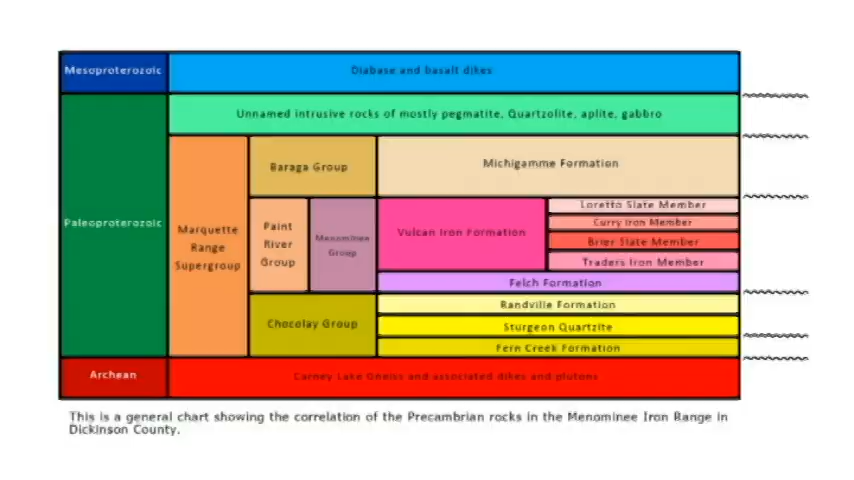 Mesoproterozoic
Diabase and basalt dikes
Unnamed intrusive rocks of mostly pegmatite, Quartzolite, aplite, gabbro
Paleoproterozoic
Marquette
Range
Supergroup
Baraga Group
Michigamme Formation
Paint
River
Group
Menominee
Group
Vulcan Iron Formation
Loretto Slate Member
Curry Iron Member
Brier Slate Member
Traders Iron Member
Felch Formation
Chocolay Group
Randville Formation
Sturgeon Quartzite
Fern Creek Formation
Archean
Carney Lake Gneiss and associated dikes and plutons
This is a general chart showing the correlation of the Precambrian rocks in the Menominee Iron Range in
Dickinson County.